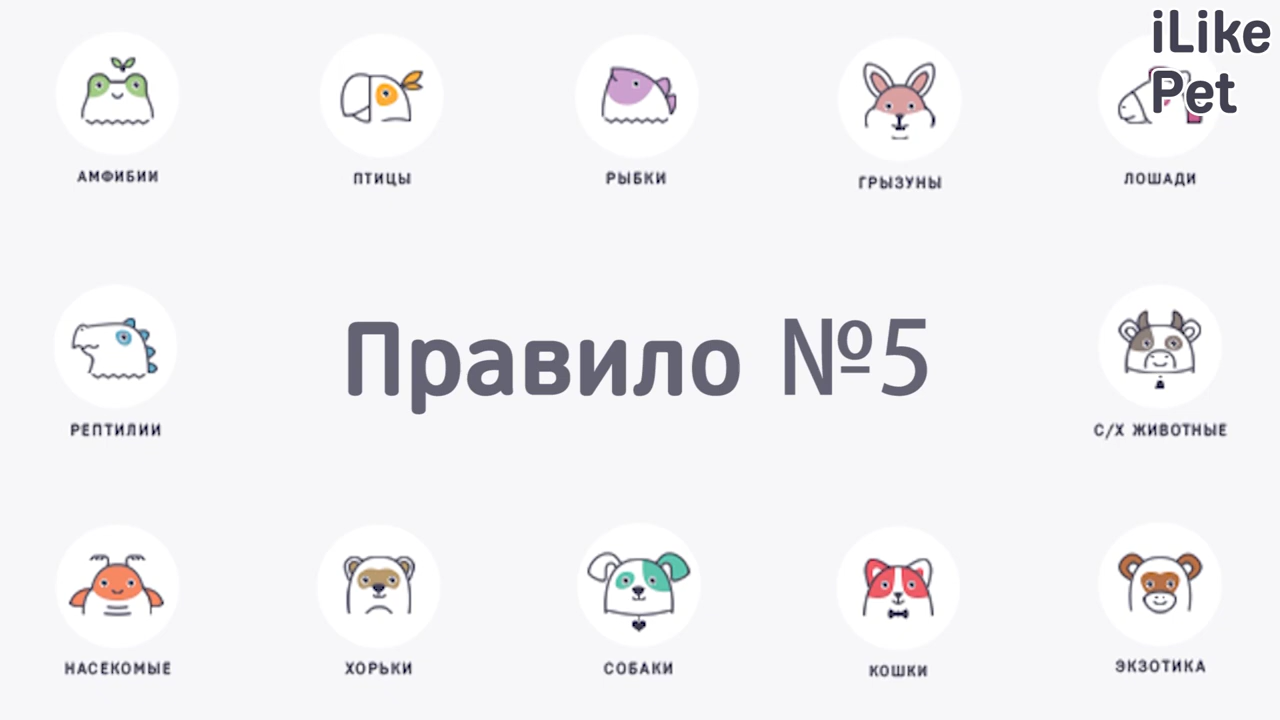 iLike
Pet
АМФИБИИ
ПТИЦЫ
РЫБКИ
ГРЫЗУНЫ
ЛОШАДИ
РЕПТИЛИИ
Правило №5
С/Х ЖИВОТНЫЕ
НАСЕКОМЫЕ
ХОРЬКИ
СОБАКИ
КОШКИ
ЭКЗОТИКА